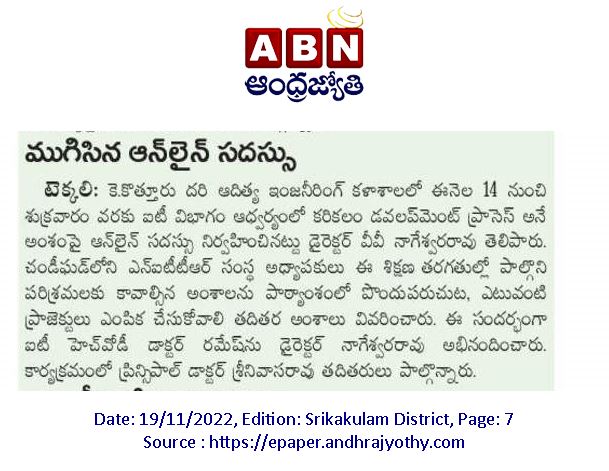 ABN
ఆంధ్రజ్యోతి
ముగిసిన ఆన్‌లైన్ సదస్సు
టెక్కలి: కె.కొత్తూరు దరి ఆదిత్య ఇంజనీరింగ్ కళాశాలలో ఈనెల 14 నుంచి
శుక్రవారం వరకు ఐటీ విభాగం ఆధ్వర్యంలో కరికలం డవలప్‌మెంట్ ప్రాసెస్ అనే
అంశంపై ఆన్‌లైన్ సదస్సు నిర్వహించినట్టు డైరెక్టర్ వీవీ నాగేశ్వరరావు తెలిపారు.
చండీఘడ్‌లోని ఎన్ఐటీటీటీఆర్ సంస్థ అధ్యాపకులు ఈ శిక్షణ తరగతుల్లో పాల్గొని
పరిశ్రమలకు కావాల్సిన అంశాలను పాఠ్యాంశంలో పొందుపరుచుట, ఎటువంటి
ప్రాజెక్టులు ఎంపిక చేసుకోవాలి తదితర అంశాలు వివరించారు. ఈ సందర్భంగా
ఐటీ హెచ్‌వోడీ డాక్టర్ రమేష్‌ను డైరెక్టర్ నాగేశ్వరరావు అభినందించారు.
కార్యక్రమంలో ప్రిన్సిపాల్ డాక్టర్ శ్రీనివాసరావు తదితరులు పాల్గొన్నారు.
Date: 19/11/2022, Edition: Srikakulam District, Page: 7
Source : https://epaper.andhrajyothy.com